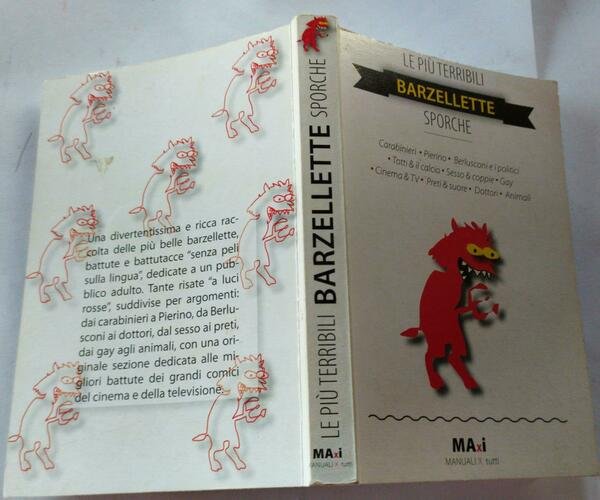 Una divertentissima e ricca rac-
colta delle più belle barzellette,
battute e battutacce "senza peli
sulla lingua", dedicate a un pub-
blico adulto. Tante risate "a luci
rosse", suddivise per argomenti:
dai carabinieri a Pierino, da Berlu-
sconi ai dottori, dal sesso ai preti,
dai gay agli animali, con una ori-
ginale sezione dedicata alle mi-
gliori battute dei grandi comici
del cinema e della televisione.
LE PIÙ TERRIBILI BARZELLETTE SPORCHE
MAxi
MANUALI X tutti
LE PIÙ TERRIBILI
BARZELLETTE
SPORCHE
Carabinieri • Pierino • Berlusconi e i politici
• Totti & il calcio • Sesso & coppie • Gay
• Cinema & TV • Preti & suore • Dottori • Animali
MAxi
MANUALI X tutti